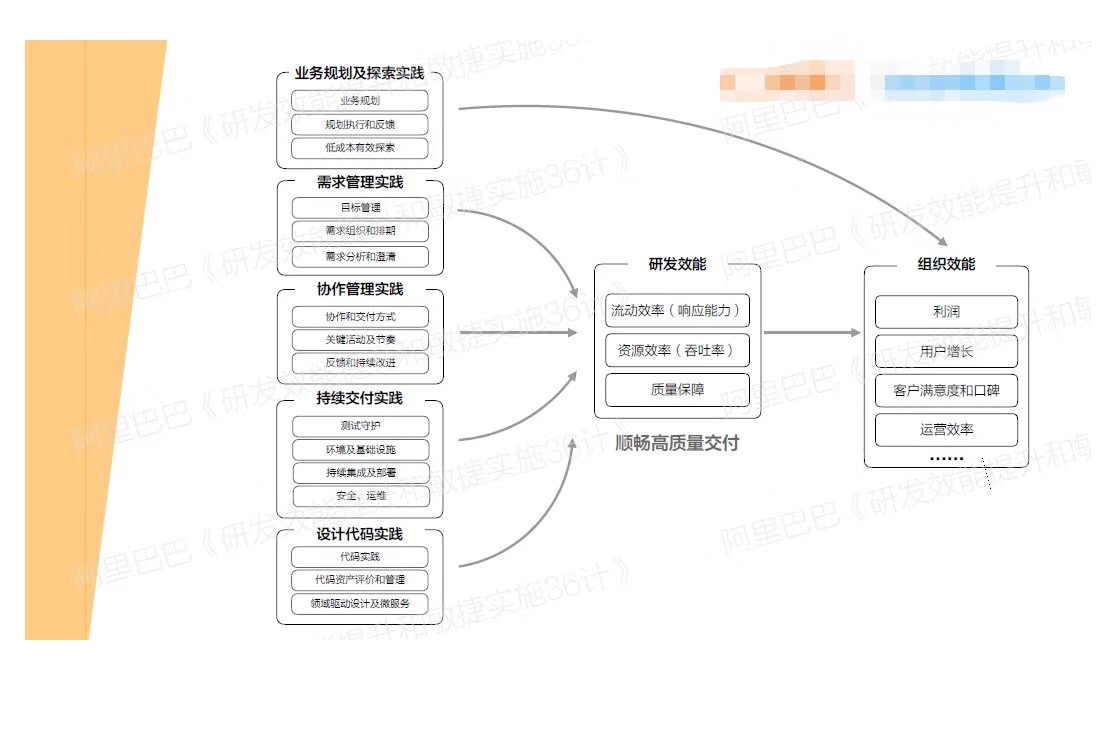 业务规划及探索实践
业务规划
规划执行和反馈
低成本有效探索
需求管理实践
目标管理
需求组织和排期
需求分析和澄清
协作管理实践
协作和交付方式
关键活动及节奏
反馈和持续改进
持续交付实践
测试守护
环境及基础设施
持续集成及部署
安全、运维
设计代码实践
代码实践
代码资产评价和管理
领域驱动设计及微服务
研发效能
流动效率（响应能力）
资源效率（吞吐率）
质量保障
顺畅高质量交付
组织效能
利润
用户增长
客户满意度和口碑
运营效率
……
阿里巴巴《研发效能提升和敏捷实施36计》